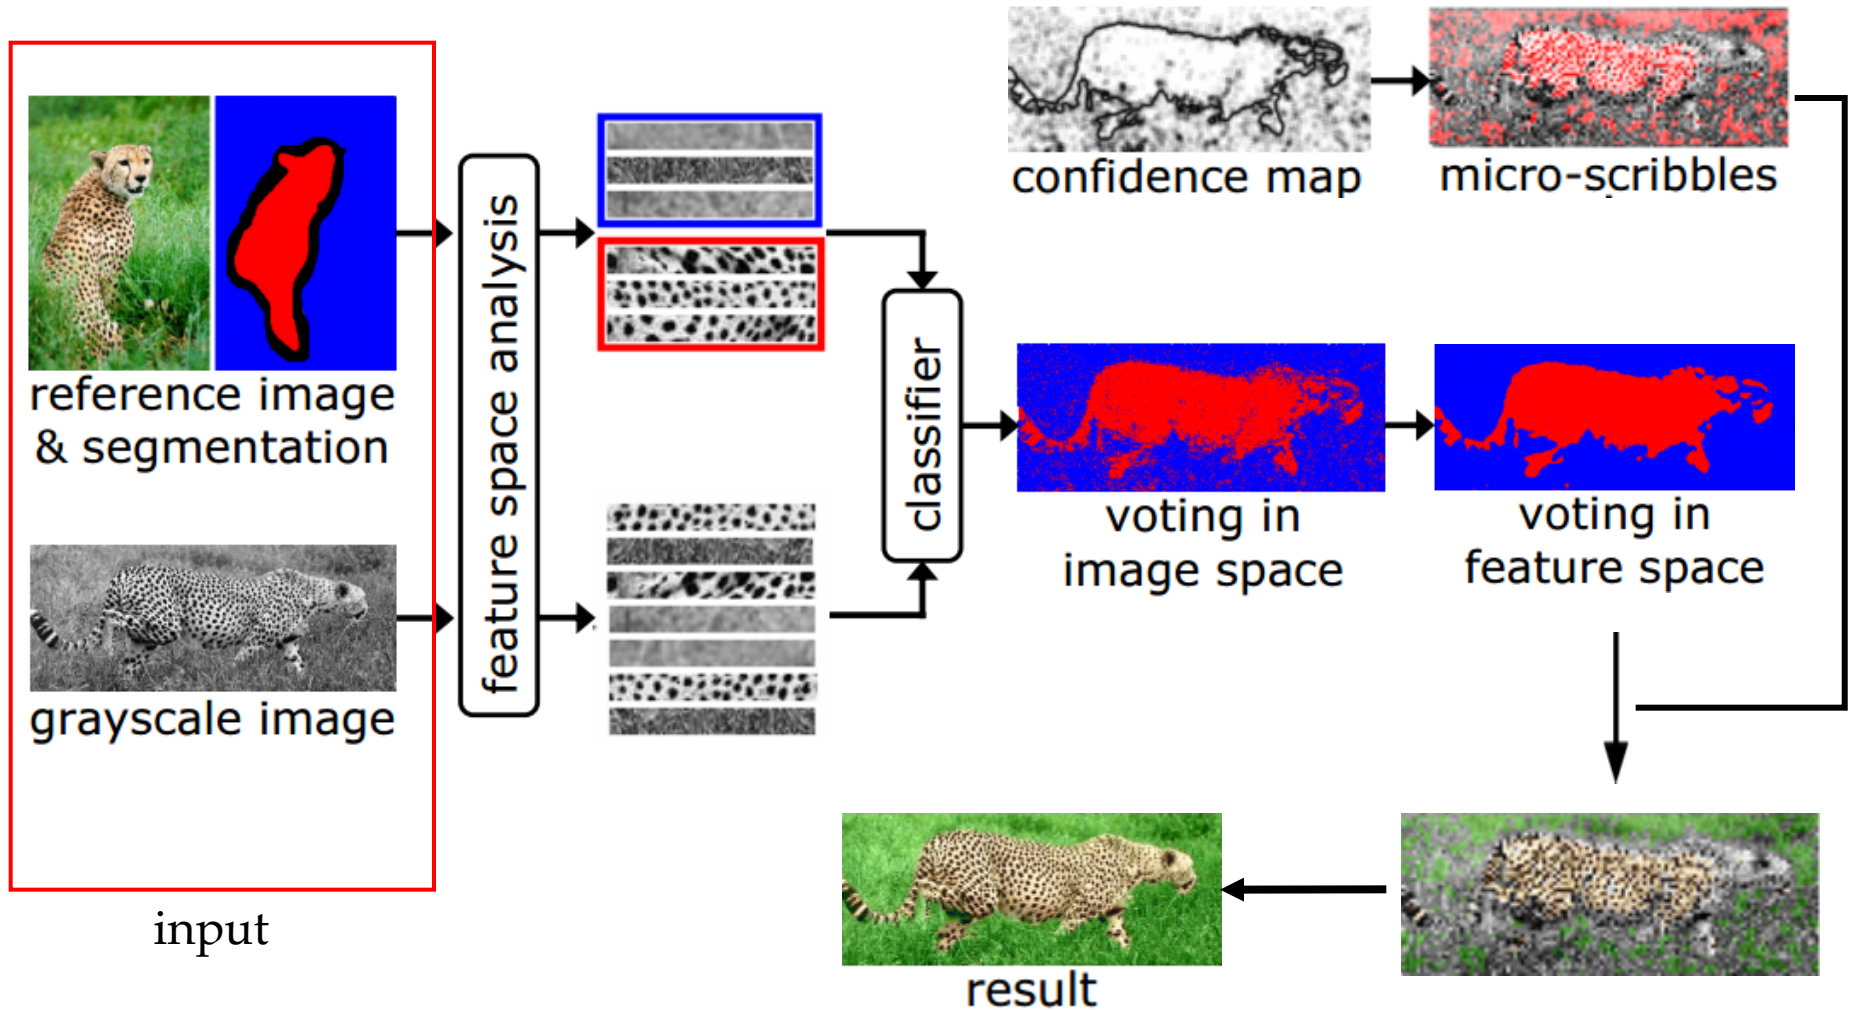 reference image
& segmentation
grayscale image
input
feature space analysis
classifier
confidence map
micro-scribbles
voting in
image space
voting in
feature space
result